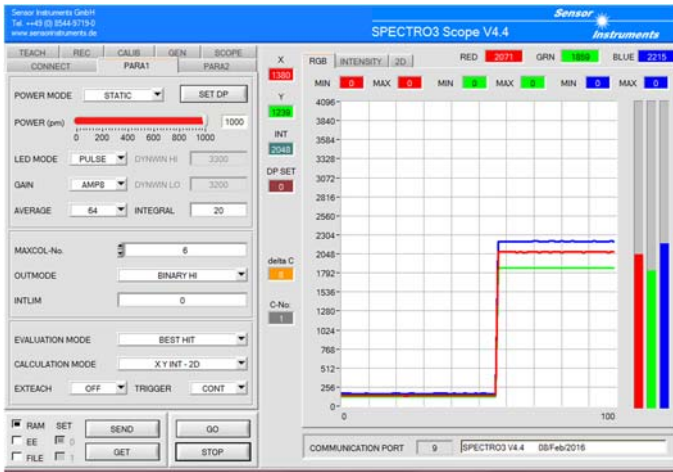 Sensor Instruments GmbH
Tel. ++49 (0) 8544-9719-0
www.sensorinstruments.de
SPECTRO3 Scope V4.4
Sensor
Instruments
TEACH REC CALIB GEN SCOPE
CONNECT PARA1 PARA2
POWER MODE STATIC SET DP
POWER (pm) 1000
0 200 400 600 800 1000
LED MODE PULSE DYNWIN HI 3300
GAIN AMP8 DYNWIN LO 3200
AVERAGE 64 INTEGRAL 20
MAXCOL-No. 6
OUTMODE BINARY HI
INTLIM 0
EVALUATION MODE BEST HIT
CALCULATION MODE X Y INT - 2D
EXTEACH OFF TRIGGER CONT
RAM SET SEND GO
EE 0
FILE 1 GET STOP
X
1380
Y
1239
INT
2048
DP SET
0
delta C
0
C-No:
1
RGB INTENSITY 2D RED 2071 GRN 1859 BLUE 2215
MIN 0 MAX 0 MIN 0 MAX 0 MIN 0 MAX 0
4096-
3840-
3584-
3328-
3072-
2816-
2560-
2304-
2048-
1792-
1536-
1280-
1024-
768-
512-
256-
0-
0 100
COMMUNICATION PORT 9 SPECTRO3 V4.4 08/Feb/2016